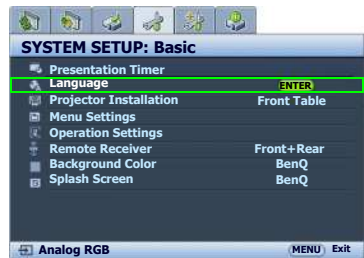 SYSTEM SETUP: Basic
Presentation Timer
Language ENTER
Projector Installation Front Table
Menu Settings
Operation Settings
Remote Receiver Front+Rear
Background Color BenQ
Splash Screen BenQ
Analog RGB MENU Exit